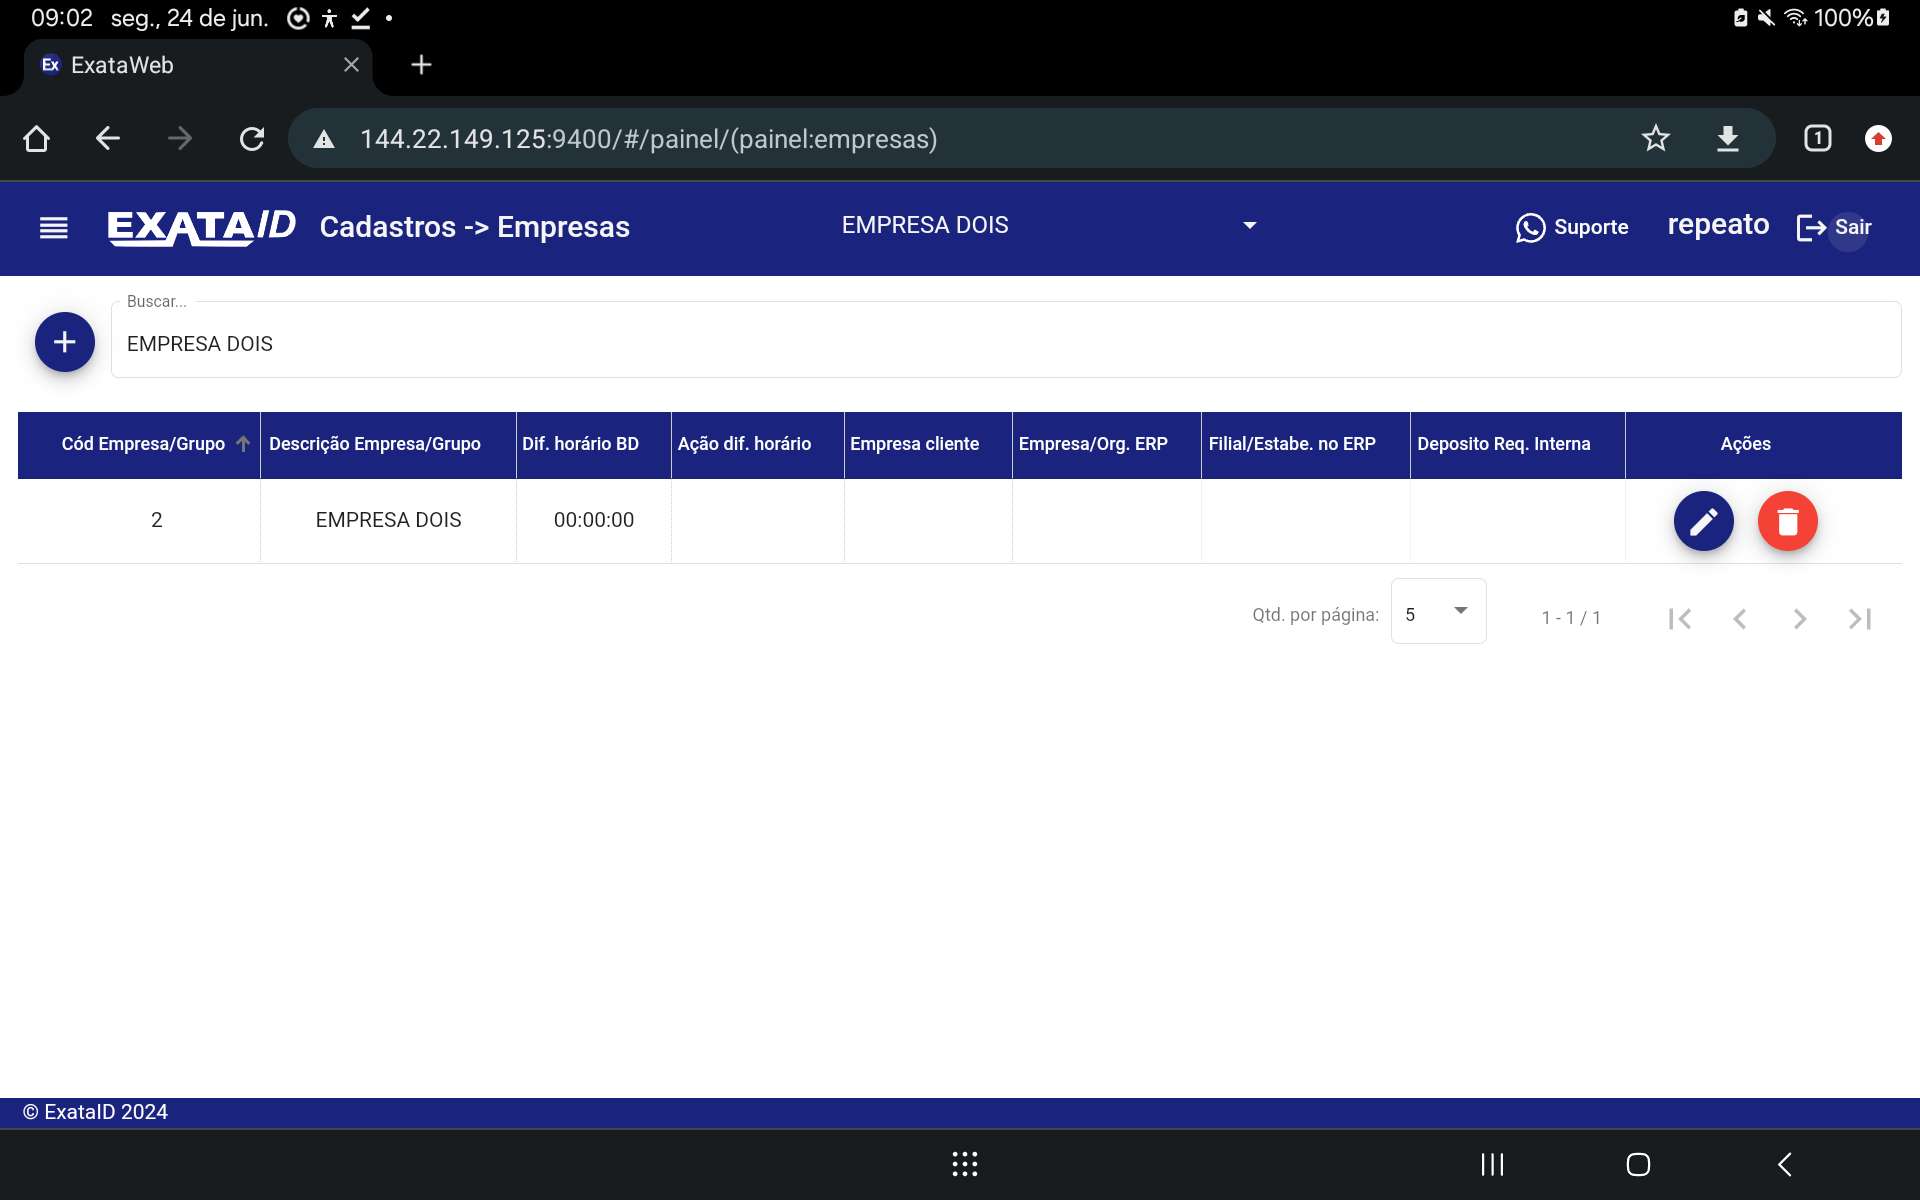 09:02 seg., 24 de jun. 100%
Ex ExataWeb
144.22.149.125:9400/#/painel/(painel:empresas) 1
EXATA/D Cadastros -> Empresas EMPRESA DOIS Suporte repeato Sair
Buscar...
EMPRESA DOIS
Cód Empresa/Grupo Descrição Empresa/Grupo Dif. horário BD Ação dif. horário Empresa cliente Empresa/Org. ERP Filial/Estabe. no ERP Deposito Req. Interna Ações
2 EMPRESA DOIS 00:00:00
Qtd. por página: 5 1 - 1 / 1
© ExataID 2024